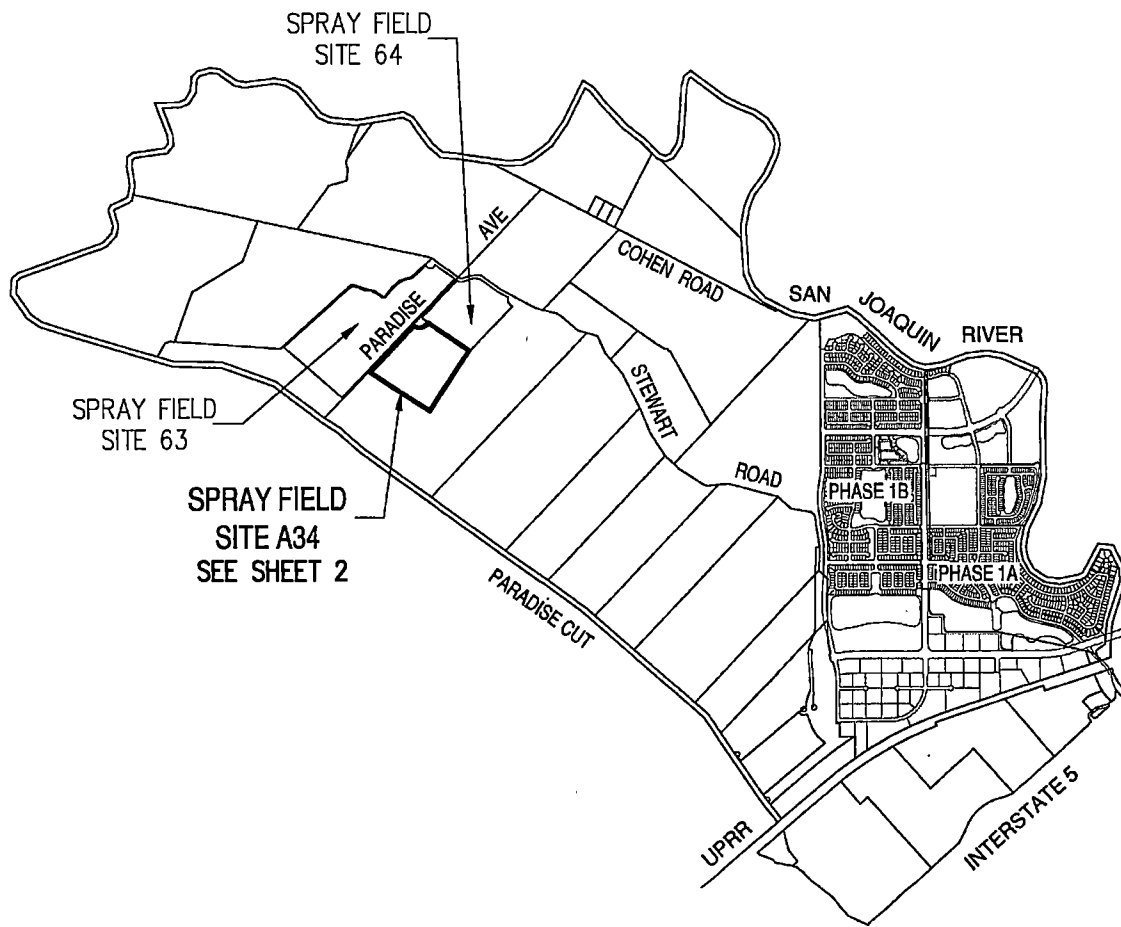 SPRAY FIELD
SITE 64
AVE
COHEN ROAD
SAN
JOAQUIN
RIVER
PARADISE
STEWART
ROAD
SPRAY FIELD
SITE 63
SPRAY FIELD
SITE A34
SEE SHEET 2
PHASE 1B
PHASE 1A
PARADISE CUT
UPRR
INTERSTATE 5